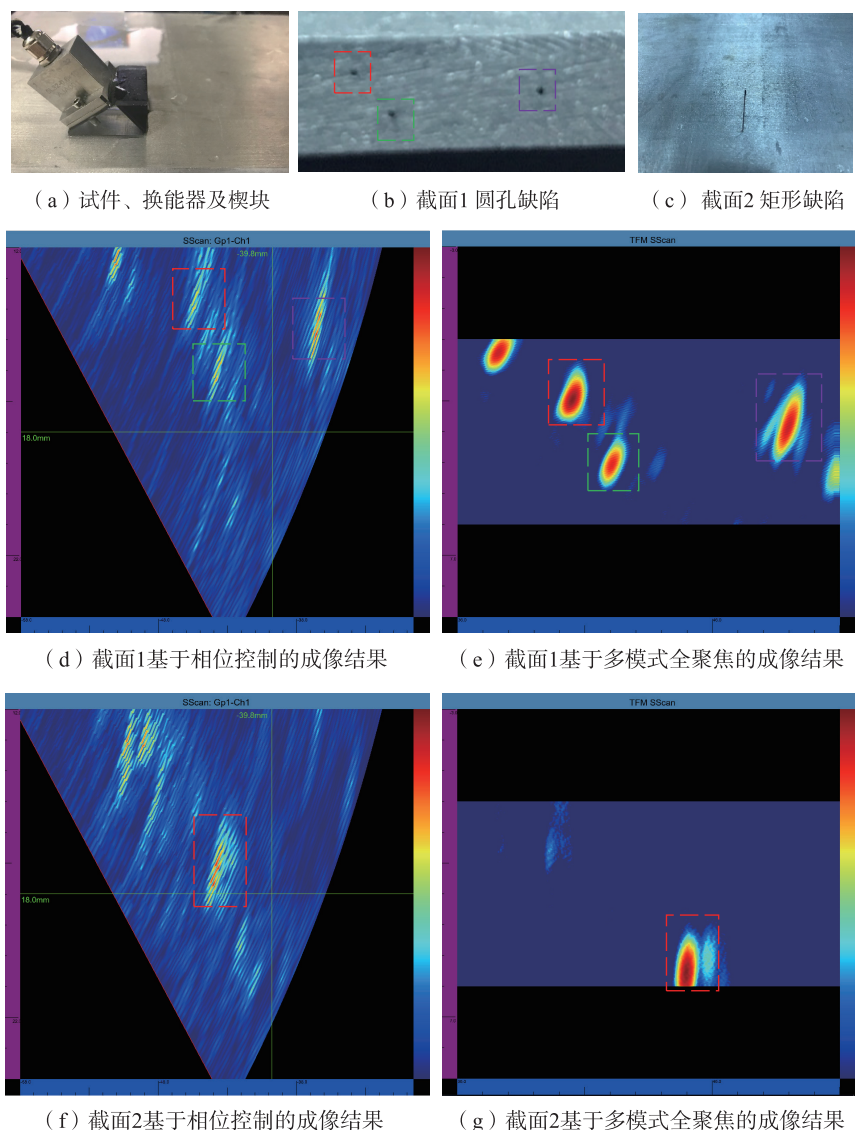 （a）试件、换能器及楔块
（b）截面1 圆孔缺陷
（c） 截面2 矩形缺陷
SScan: Gp1-Ch1
-39.8mm
18.0mm
TFM SScan
（d）截面1基于相位控制的成像结果
（e）截面1基于多模式全聚焦的成像结果
SScan: Gp1-Ch1
-39.8mm
18.0mm
TFM SScan
（f）截面2基于相位控制的成像结果
（g）截面2基于多模式全聚焦的成像结果